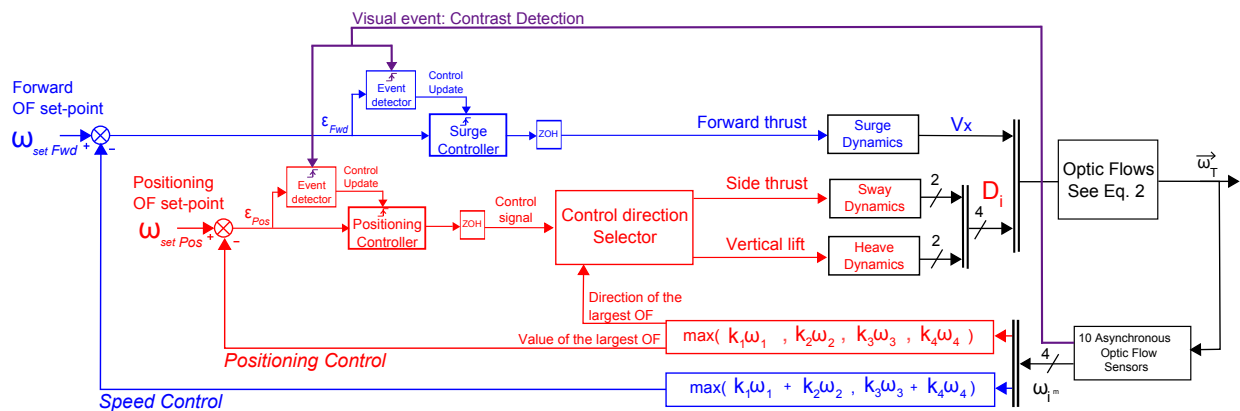 Visual event: Contrast Detection
Forward
OF set-point
ω set Fwd + −
Event
detector
Control
Update
ε Fwd
Surge
Controller
ZOH
Forward thrust
Surge
Dynamics
Vx
Optic Flows
See Eq. 2
ω_T
Positioning
OF set-point
ω set Pos + −
ε Pos
Event
detector
Control
Update
Positioning
Controller
ZOH
Control
signal
Control direction
Selector
Side thrust
Sway
Dynamics
2
Vertical lift
Heave
Dynamics
2
D_i
4
Direction of the
largest OF
Value of the largest OF
max( k₁ω₁ , k₂ω₂ , k₃ω₃ , k₄ω₄ )
Positioning Control
max( k₁ω₁ + k₂ω₂ , k₃ω₃ + k₄ω₄ )
Speed Control
4
ω_i^m
10 Asynchronous
Optic Flow
Sensors